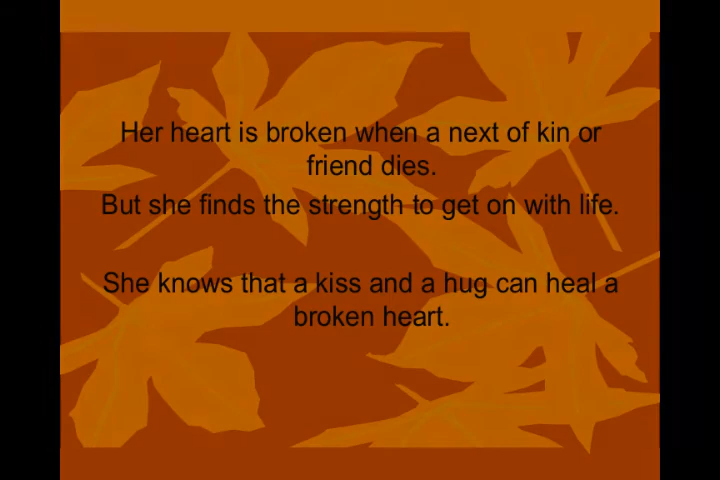 Her heart is broken when a next of kin or
friend dies.
But she finds the strength to get on with life.
She knows that a kiss and a hug can heal a
broken heart.